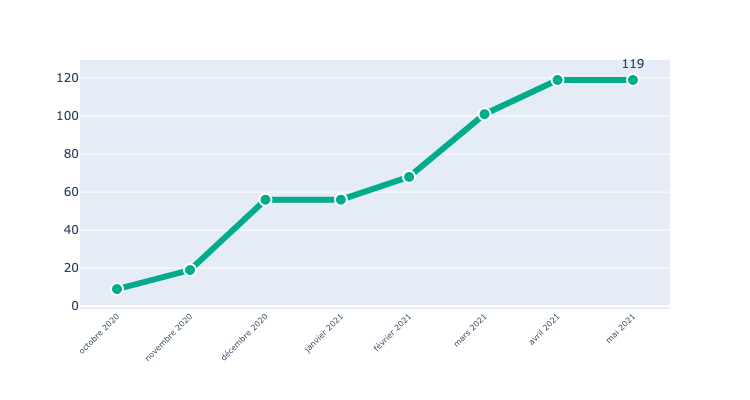 119
120
100
80
60
40
20
0
octobre 2020
novembre 2020
décembre 2020
janvier 2021
février 2021
mars 2021
avril 2021
mai 2021